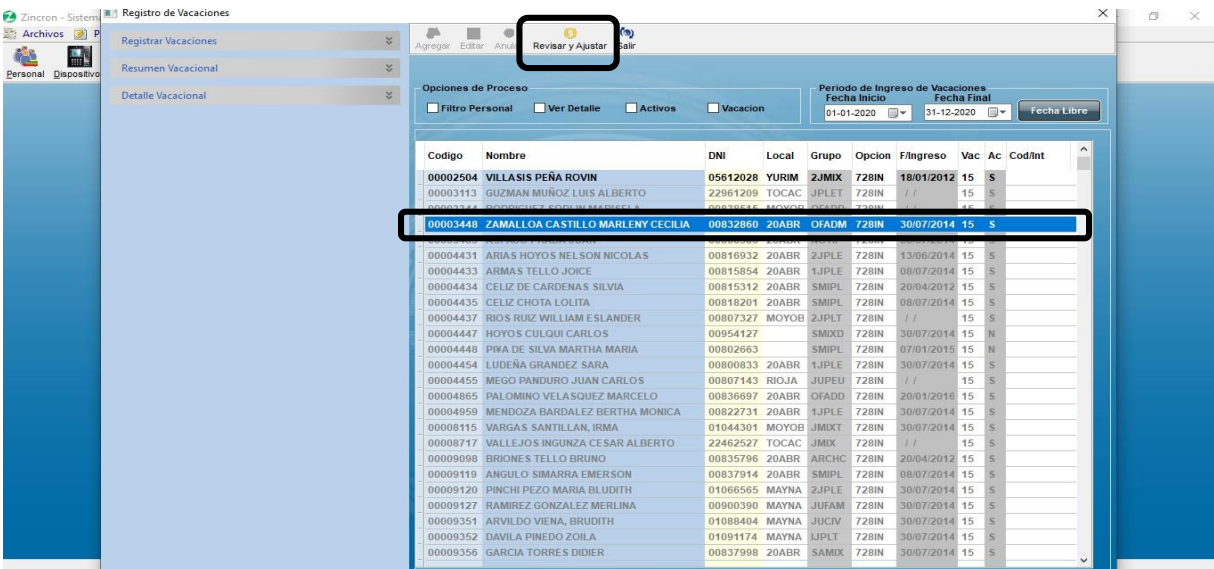 Zincron - Sistem
Registro de Vacaciones
Archivos P
Personal Dispositivo
Registrar Vacaciones
Resumen Vacacional
Detalle Vacacional
Agregar Editar Anul Revisar y Ajustar Salir
Opciones de Proceso
Filtro Personal Ver Detalle Activos Vacacion
Periodo de Ingreso de Vacaciones
Fecha Inicio Fecha Final
01-01-2020 31-12-2020 Fecha Libre
Codigo Nombre DNI Local Grupo Opcion F/Ingreso Vac Ac Cod/Int
00002504 VILLASIS PEÑA ROVIN 05612028 YURIM 2JMIX 728IN 18/01/2012 15 S
00003113 GUZMAN MUÑOZ LUIS ALBERTO 22961209 TOCAC JPLET 728IN / / 15 S
00003448 ZAMALLOA CASTILLO MARLENY CECILIA 00832860 20ABR OFADM 728IN 30/07/2014 15 S
00004431 ARIAS HOYOS NELSON NICOLAS 00816932 20ABR 2JPLE 728IN 13/06/2014 15 S
00004433 ARMAS TELLO JOICE 00815854 20ABR 1JPLE 728IN 08/07/2014 15 S
00004434 CELIZ DE CARDENAS SILVIA 00815312 20ABR SMIPL 728IN 20/04/2012 15 S
00004435 CELIZ CHOTA LOLITA 00818201 20ABR SMIPL 728IN 08/07/2014 15 S
00004437 RIOS RUIZ WILLIAM ESLANDER 00807327 MOYOB 2JPLT 728IN / / 15 S
00004447 HOYOS CULQUI CARLOS 00954127 SMIXD 728IN 30/07/2014 15 N
00004448 PI¥A DE SILVA MARTHA MARIA 00802663 SMIPL 728IN 07/01/2015 15 N
00004454 LUDEÑA GRANDEZ SARA 00800833 20ABR 1JPLE 728IN 30/07/2014 15 S
00004455 MEGO PANDURO JUAN CARLOS 00807143 RIOJA JUPEU 728IN / / 15 S
00004865 PALOMINO VELASQUEZ MARCELO 00836697 20ABR OFADD 728IN 20/01/2016 15 S
00004959 MENDOZA BARDALEZ BERTHA MONICA 00822731 20ABR 1JPLE 728IN 30/07/2014 15 S
00008115 VARGAS SANTILLAN, IRMA 01044301 MOYOB JMIXT 728IN 30/07/2014 15 S
00008717 VALLEJOS INGUNZA CESAR ALBERTO 22462527 TOCAC JMIX 728IN / / 15 S
00009098 BRIONES TELLO BRUNO 00835796 20ABR ARCHC 728IN 20/04/2012 15 S
00009119 ANGULO SIMARRA EMERSON 00837914 20ABR SMIPL 728IN 08/07/2014 15 S
00009120 PINCHI PEZO MARIA BLUDITH 01066565 MAYNA 2JPLE 728IN 30/07/2014 15 S
00009127 RAMIREZ GONZALEZ MERLINA 00900390 MAYNA JUFAM 728IN 30/07/2014 15 S
00009351 ARVILDO VIENA, BRUDITH 01088404 MAYNA JUCIV 728IN 30/07/2014 15 S
00009352 DAVILA PINEDO ZOILA 01091174 MAYNA IJPLT 728IN 30/07/2014 15 S
00009356 GARCIA TORRES DIDIER 00837998 20ABR SAMIX 728IN 30/07/2014 15 S